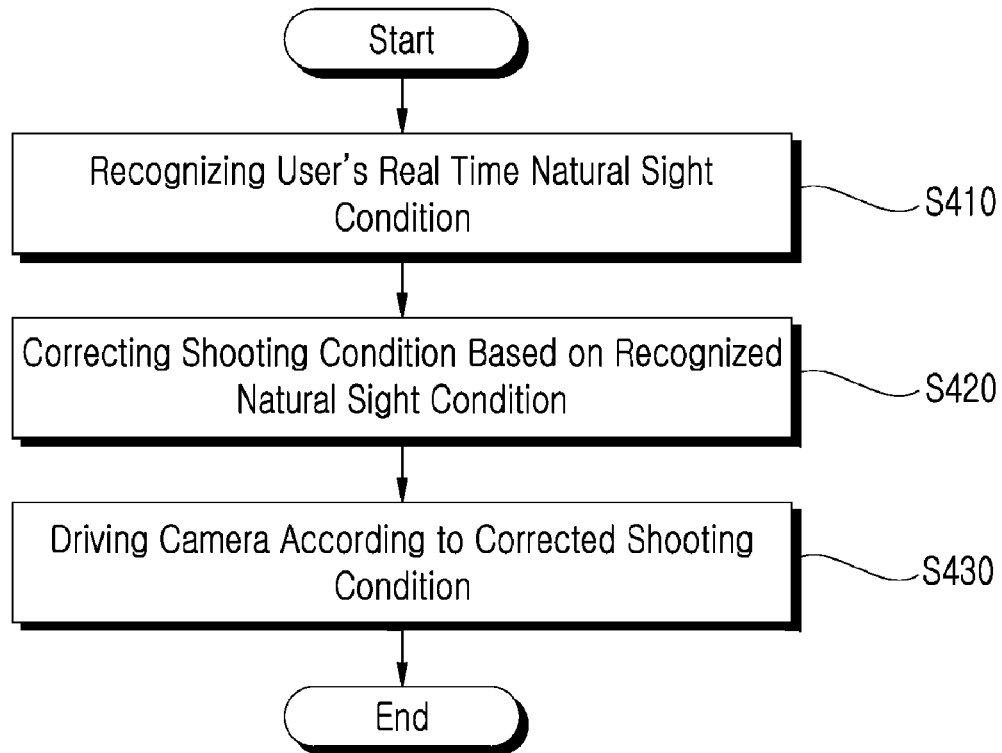 Start
Recognizing User's Real Time Natural Sight
Condition
S410
Correcting Shooting Condition Based on Recognized
Natural Sight Condition
S420
Driving Camera According to Corrected Shooting
Condition
S430
End